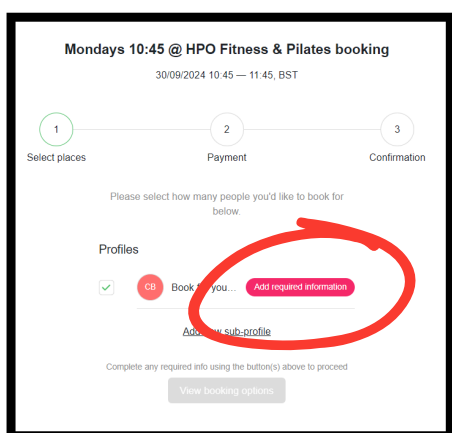 Mondays 10:45 @ HPO Fitness & Pilates booking
30/09/2024 10:45 — 11:45, BST
1
2
3
Select places
Payment
Confirmation
Please select how many people you'd like to book for
below.
Profiles
CB
Book for you...
Add required information
Add new sub-profile
Complete any required info using the button(s) above to proceed
View booking options